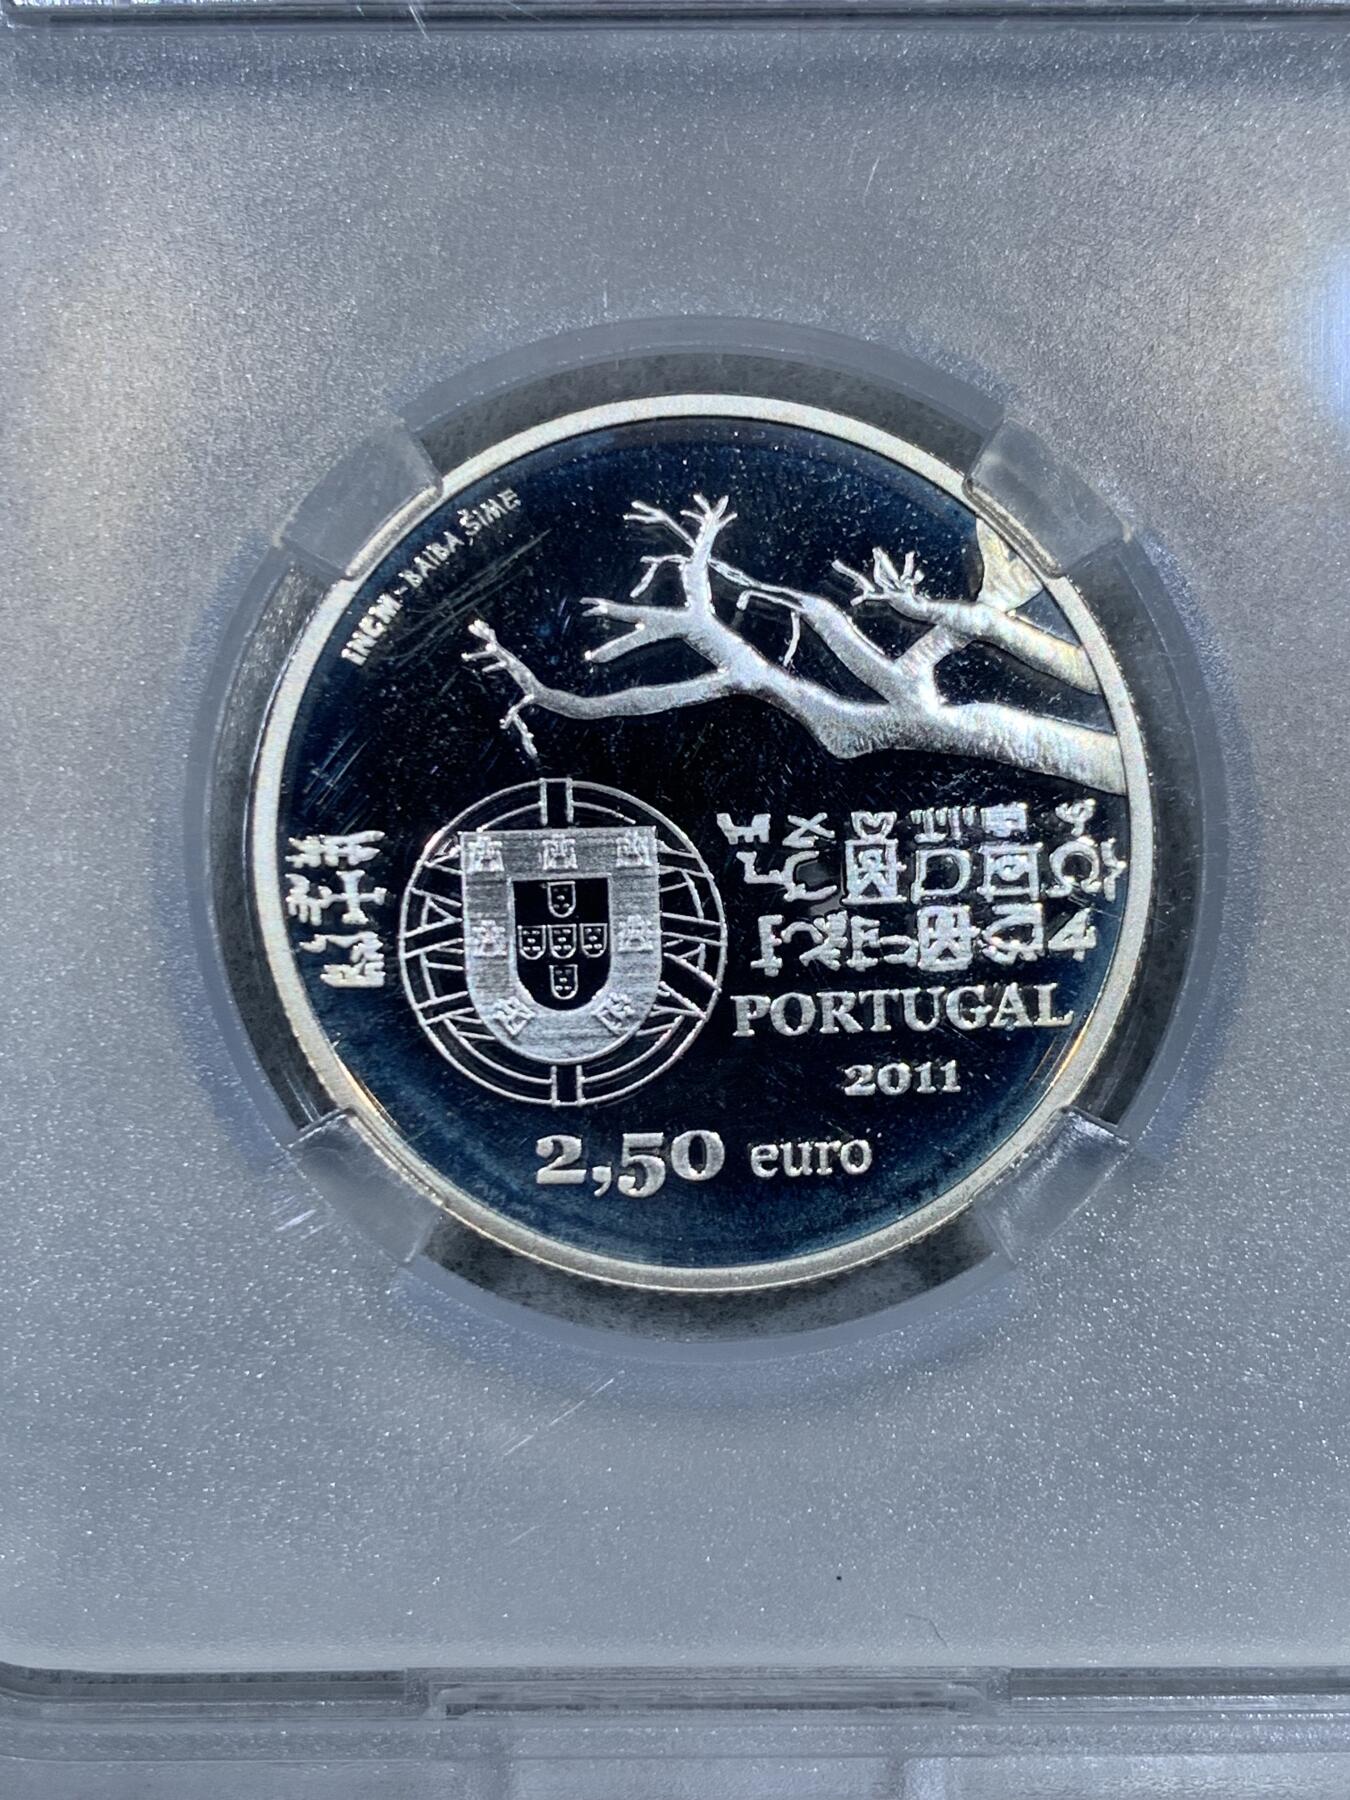 INCM - BAIBA ŠIME
PORTUGAL
2011
2,50 euro